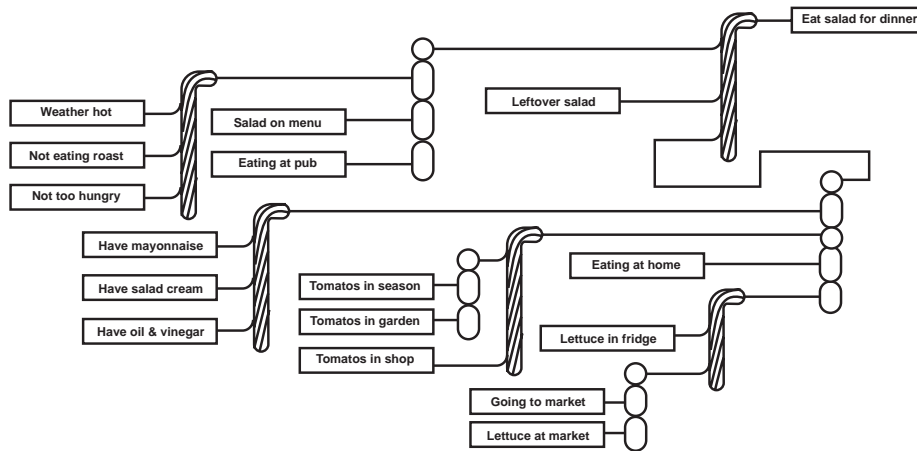 Eat salad for dinner
Leftover salad
Weather hot
Salad on menu
Not eating roast
Eating at pub
Not too hungry
Have mayonnaise
Eating at home
Tomatos in season
Have salad cream
Tomatos in garden
Have oil & vinegar
Lettuce in fridge
Tomatos in shop
Going to market
Lettuce at market